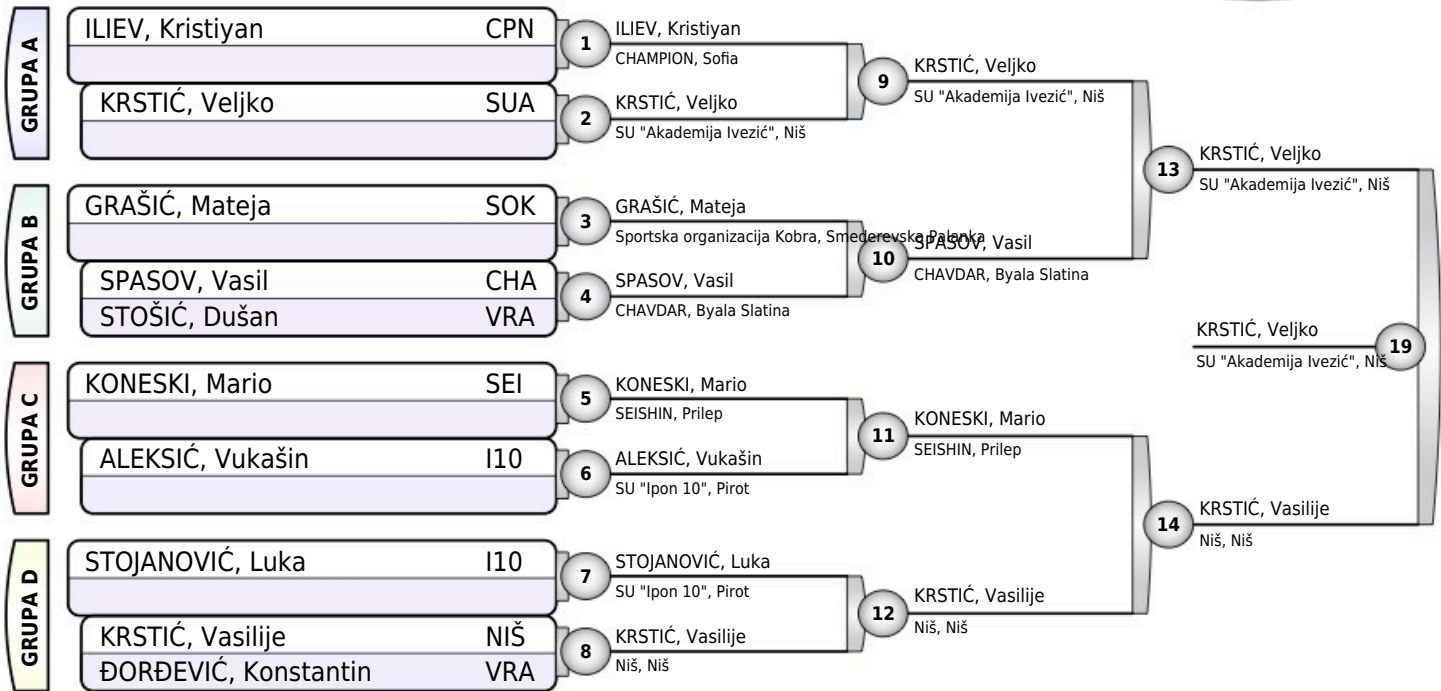 GRUPA A
ILIEV, Kristiyan CPN
KRSTIĆ, Veljko SUA
GRUPA B
GRAŠIĆ, Mateja SOK
SPASOV, Vasil CHA
STOŠIĆ, Dušan VRA
GRUPA C
KONESKI, Mario SEI
ALEKSIĆ, Vukašin I10
GRUPA D
STOJANOVIĆ, Luka I10
KRSTIĆ, Vasilije NIŠ
ĐORĐEVIĆ, Konstantin VRA
1
ILIEV, Kristiyan
CHAMPION, Sofia
2
KRSTIĆ, Veljko
SU "Akademija Ivezić", Niš
3
GRAŠIĆ, Mateja
Sportska organizacija Kobra, Smederevska Palanka
4
SPASOV, Vasil
CHAVDAR, Byala Slatina
5
KONESKI, Mario
SEISHIN, Prilep
6
ALEKSIĆ, Vukašin
SU "Ipon 10", Pirot
7
STOJANOVIĆ, Luka
SU "Ipon 10", Pirot
8
KRSTIĆ, Vasilije
Niš, Niš
9
KRSTIĆ, Veljko
SU "Akademija Ivezić", Niš
10
SPASOV, Vasil
CHAVDAR, Byala Slatina
11
KONESKI, Mario
SEISHIN, Prilep
12
KRSTIĆ, Vasilije
Niš, Niš
13
KRSTIĆ, Veljko
SU "Akademija Ivezić", Niš
14
KRSTIĆ, Vasilije
Niš, Niš
KRSTIĆ, Veljko
SU "Akademija Ivezić", Niš
19